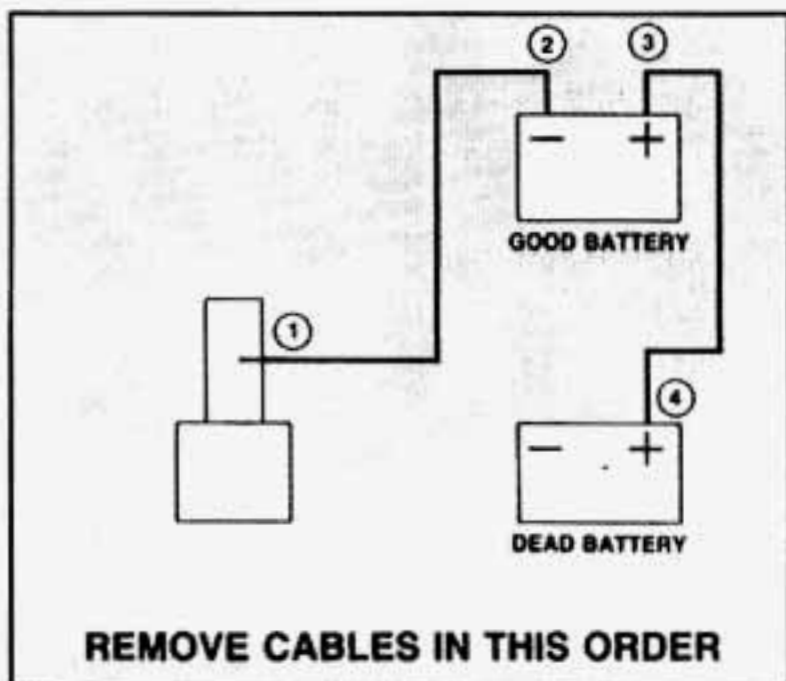 2 3
- +
GOOD BATTERY
1
4
- +
DEAD BATTERY
REMOVE CABLES IN THIS ORDER